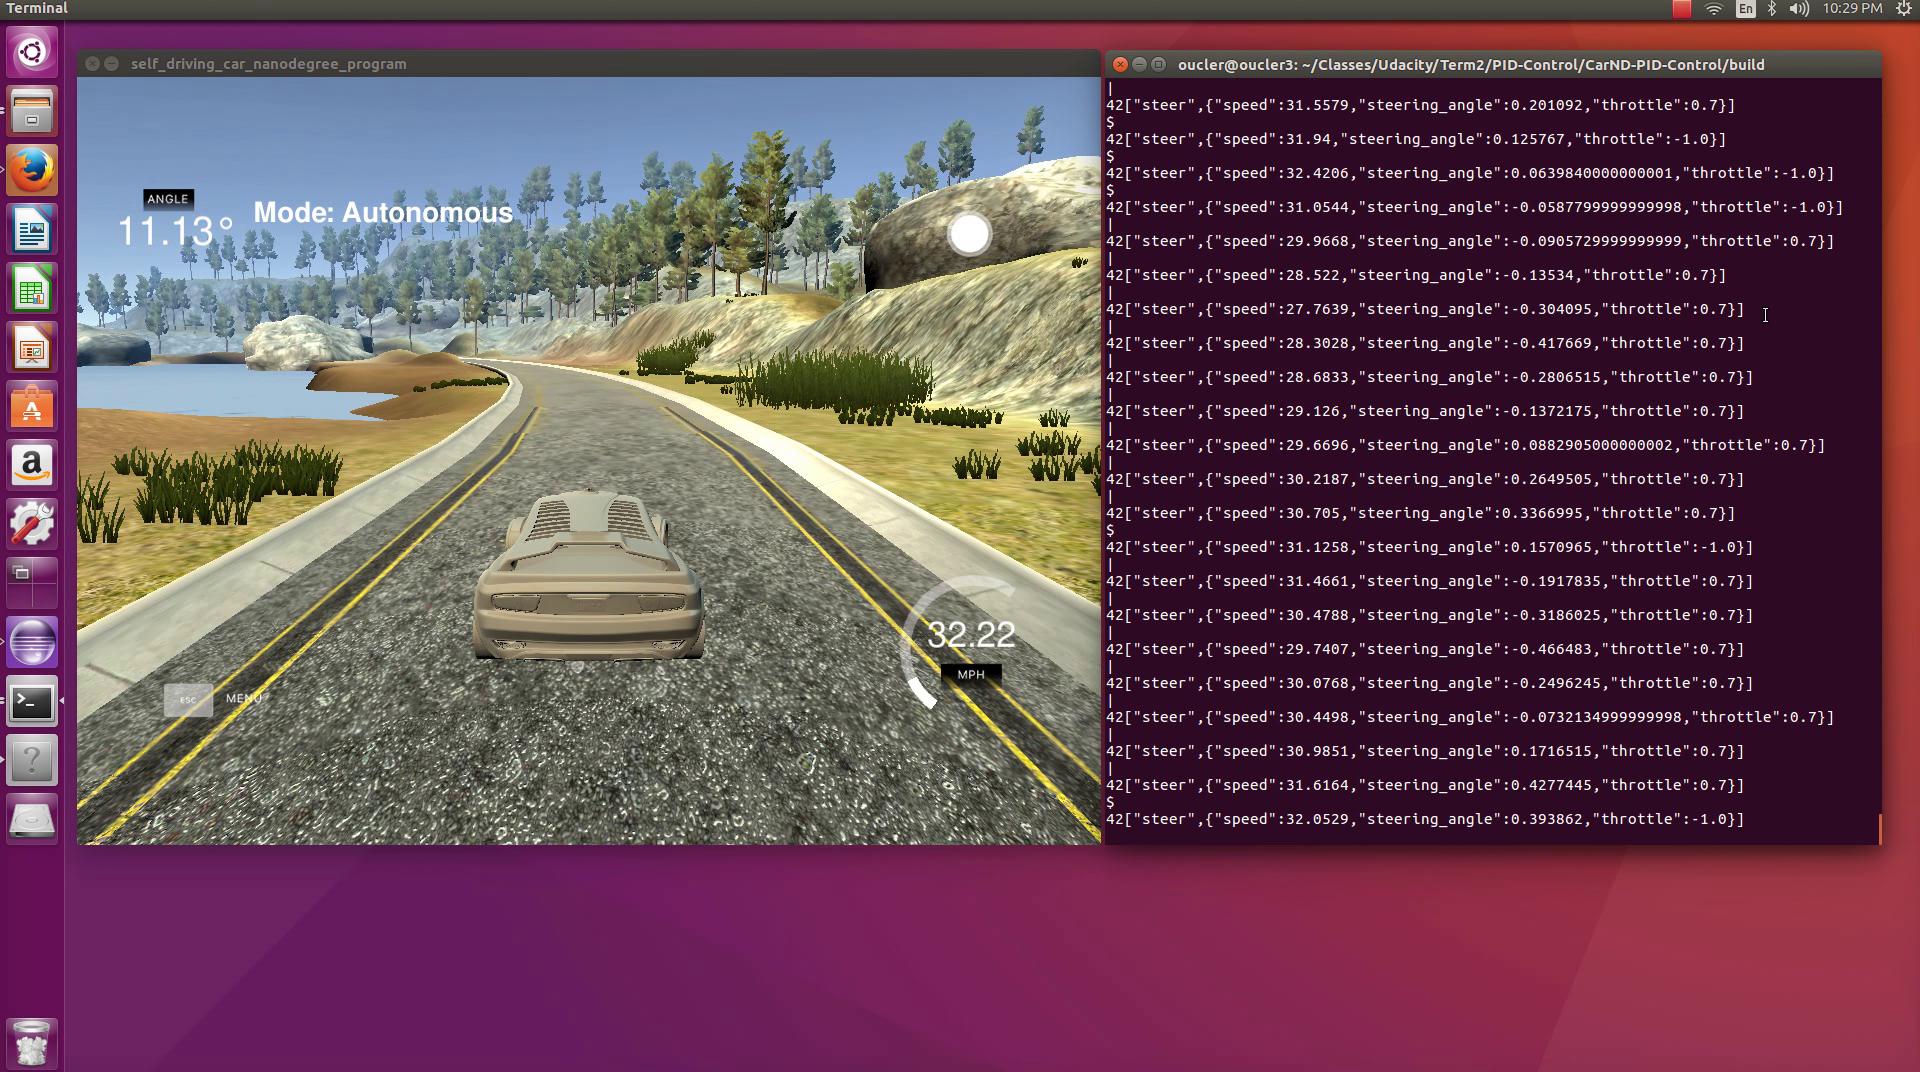 Terminal
En
10:29 PM
self_driving_car_nanodegree_program
ANGLE
11.13°
Mode: Autonomous
32.22
MPH
ESC
MENU
oucler@oucler3: ~/Classes/Udacity/Term2/PID-Control/CarND-PID-Control/build
|
42["steer",{"speed":31.5579,"steering_angle":0.201092,"throttle":0.7}]
$
42["steer",{"speed":31.94,"steering_angle":0.125767,"throttle":-1.0}]
$
42["steer",{"speed":32.4206,"steering_angle":0.0639840000000001,"throttle":-1.0}]
$
42["steer",{"speed":31.0544,"steering_angle":-0.0587799999999998,"throttle":-1.0}]
|
42["steer",{"speed":29.9668,"steering_angle":-0.0905729999999999,"throttle":0.7}]
|
42["steer",{"speed":28.522,"steering_angle":-0.13534,"throttle":0.7}]
|
42["steer",{"speed":27.7639,"steering_angle":-0.304095,"throttle":0.7}]
|
42["steer",{"speed":28.3028,"steering_angle":-0.417669,"throttle":0.7}]
|
42["steer",{"speed":28.6833,"steering_angle":-0.2806515,"throttle":0.7}]
|
42["steer",{"speed":29.126,"steering_angle":-0.1372175,"throttle":0.7}]
|
42["steer",{"speed":29.6696,"steering_angle":0.0882905000000002,"throttle":0.7}]
|
42["steer",{"speed":30.2187,"steering_angle":0.2649505,"throttle":0.7}]
|
42["steer",{"speed":30.705,"steering_angle":0.3366995,"throttle":0.7}]
$
42["steer",{"speed":31.1258,"steering_angle":0.1570965,"throttle":-1.0}]
|
42["steer",{"speed":31.4661,"steering_angle":-0.1917835,"throttle":0.7}]
|
42["steer",{"speed":30.4788,"steering_angle":-0.3186025,"throttle":0.7}]
|
42["steer",{"speed":29.7407,"steering_angle":-0.466483,"throttle":0.7}]
|
42["steer",{"speed":30.0768,"steering_angle":-0.2496245,"throttle":0.7}]
|
42["steer",{"speed":30.4498,"steering_angle":-0.0732134999999998,"throttle":0.7}]
|
42["steer",{"speed":30.9851,"steering_angle":0.1716515,"throttle":0.7}]
|
42["steer",{"speed":31.6164,"steering_angle":0.4277445,"throttle":0.7}]
$
42["steer",{"speed":32.0529,"steering_angle":0.393862,"throttle":-1.0}]